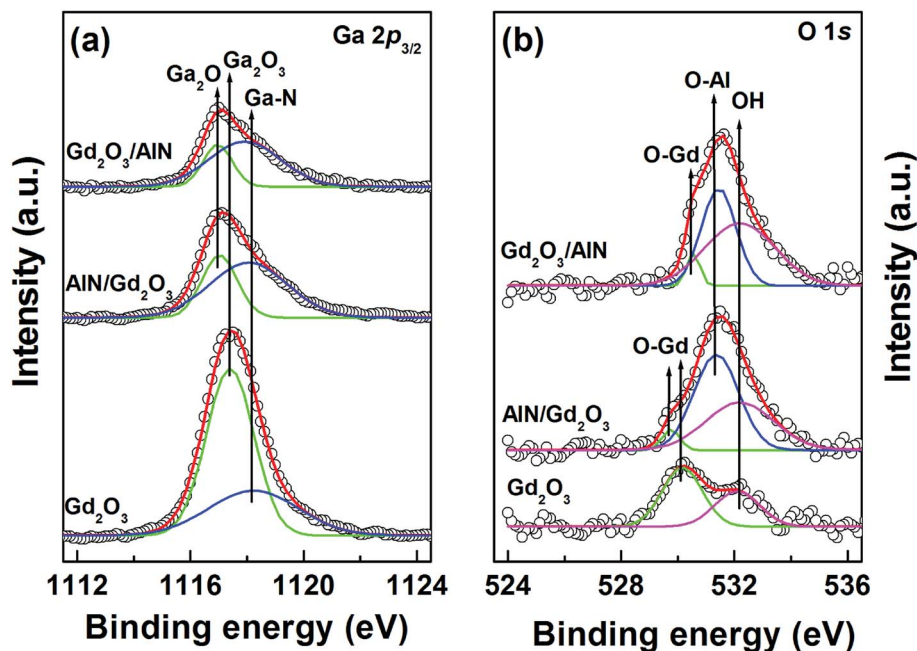 (a)
Ga 2p₃/₂
Ga₂O
Ga₂O₃
Ga-N
Gd₂O₃/AlN
AlN/Gd₂O₃
Gd₂O₃
Intensity (a.u.)
1112 1116 1120 1124
Binding energy (eV)
(b)
O 1s
O-Al
OH
O-Gd
Gd₂O₃/AlN
O-Gd
AlN/Gd₂O₃
Gd₂O₃
Intensity (a.u.)
524 528 532 536
Binding energy (eV)